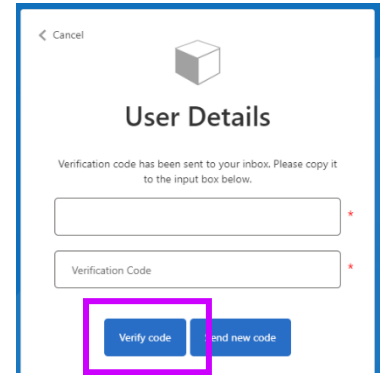 Cancel
User Details
Verification code has been sent to your inbox. Please copy it
to the input box below.
*
Verification Code
*
Verify code
Send new code